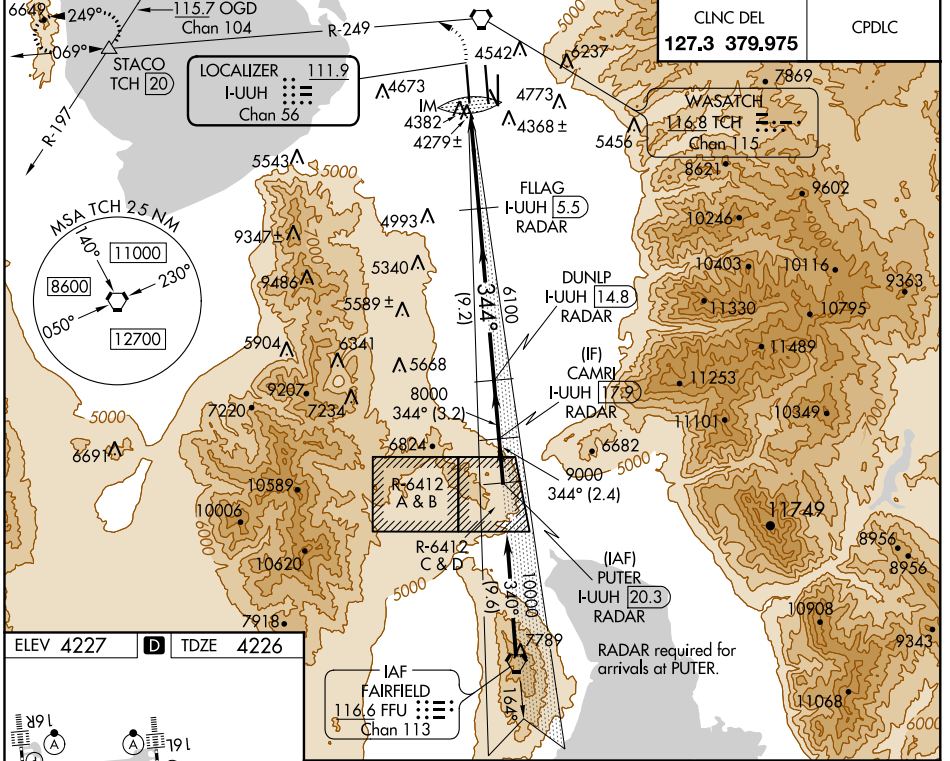 6649
249°
069°
115.7 OGD
Chan 104
R-249
STACO
TCH 20
R-197
LOCALIZER 111.9
I-UUH
Chan 56
4542
6237
CLNC DEL
127.3 379.975
CPDLC
6000
7869
WASATCH
116.8 TCH
Chan 115
4673
IM
4382
4279±
4773
4368±
5456
8621
5543
5000
FLLAG
I-UUH 5.5
RADAR
9602
10246
MSA TCH 25 NM
140°
11000
230°
8600
050°
12700
4993
9347±
5340
9486
5589±
344°
6100
(9.2)
DUNLP
I-UUH 14.8
RADAR
10403
10116
9363
11330
10795
5904
6341
5668
(IF)
CAMRI
I-UUH 17.9
RADAR
11489
11253
9207
7220
7234
8000
344° (3.2)
11101
10349
5000
6691
6824
6682
9000
344° (2.4)
5000
R-6412
A & B
10589
10006
11749
R-6412
C & D
10620
5000
8956
8956
(IAF)
PUTER
I-UUH 20.3
RADAR
340°
10000
(9.6)
7918
10908
9343
RADAR required for
arrivals at PUTER.
7789
164°
IAF
FAIRFIELD
116.6 FFU
Chan 113
11068
6000
ELEV 4227
D
TDZE 4226
16R
A
A
16L